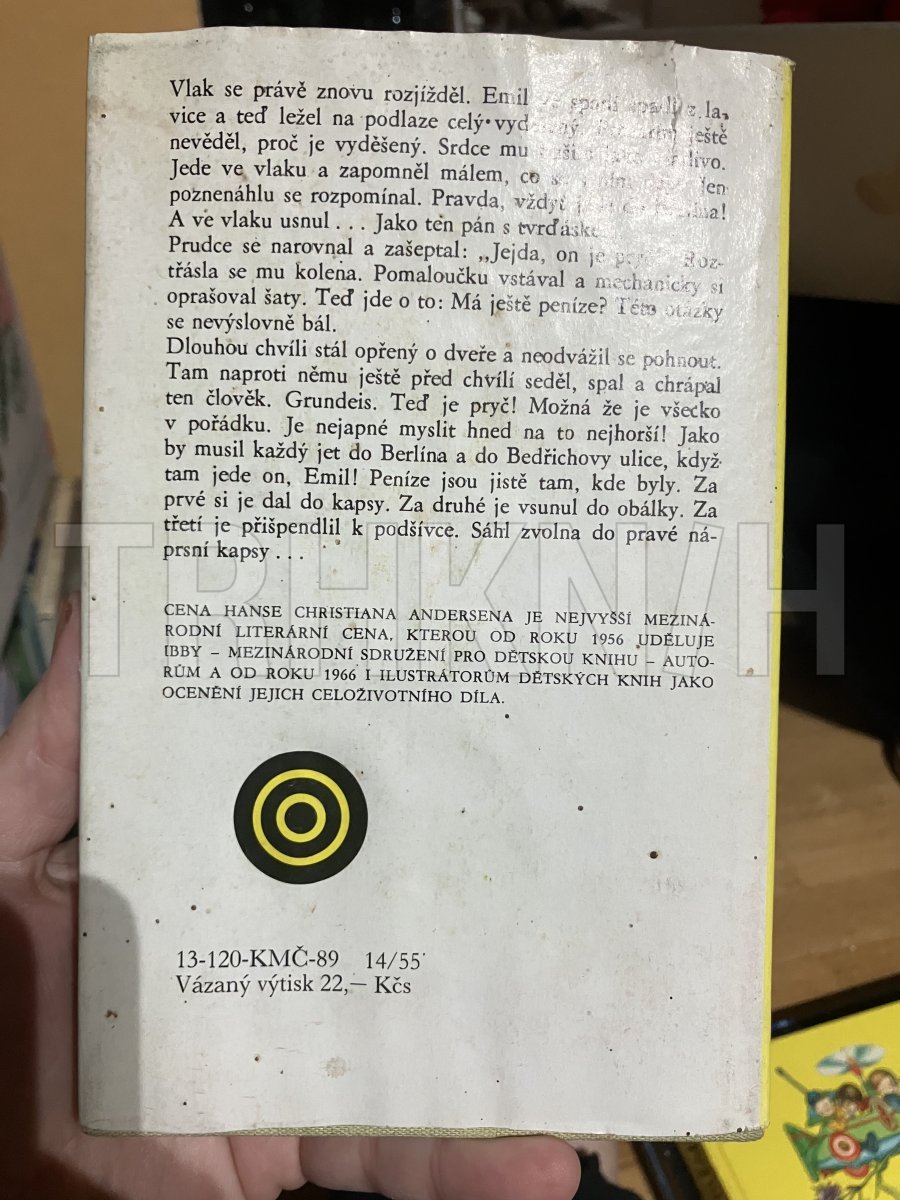 Vlak se právě znovu rozjížděl. Emil spadl z la-
vice a teď ležel na podlaze celý ještě
nevěděl, proč je vyděšený. Srdce mu
Jede ve vlaku a zapomněl málem, co
poznenáhlu se rozpomínal. Pravda, vždyť
A ve vlaku usnul . . . Jako ten pán s
Prudce se narovnal a zašeptal: „Jejda, on je Roz-
třásla se mu kolena. Pomaloučku vstával a mechanicky si
oprašoval šaty. Teď jde o to: Má ještě peníze? Této otázky
se nevýslovně bál.
Dlouhou chvíli stál opřený o dveře a neodvážil se pohnout.
Tam naproti němu ještě před chvílí seděl, spal a chrápal
ten člověk. Grundeis. Teď je pryč! Možná že je všecko
v pořádku. Je nejapné myslit hned na to nejhorší! Jako
by musil každý jet do Berlína a do Bedřichovy ulice, když
tam jede on, Emil! Peníze jsou jistě tam, kde byly. Za
prvé si je dal do kapsy. Za druhé je vsunul do obálky. Za
třetí je přišpendlil k podšívce. Sáhl zvolna do pravé ná-
prsní kapsy . . .
CENA HANSE CHRISTIANA ANDERSENA JE NEJVYŠŠÍ MEZINÁ-
RODNÍ LITERÁRNÍ CENA, KTEROU OD ROKU 1956 UDĚLUJE
IBBY – MEZINÁRODNÍ SDRUŽENÍ PRO DĚTSKOU KNIHU – AUTO-
RŮM A OD ROKU 1966 I ILUSTRÁTORŮM DĚTSKÝCH KNIH JAKO
OCENĚNÍ JEJICH CELOŽIVOTNÍHO DÍLA.
13-120-KMČ-89 14/55
Vázaný výtisk 22,— Kčs
TRHKNIH